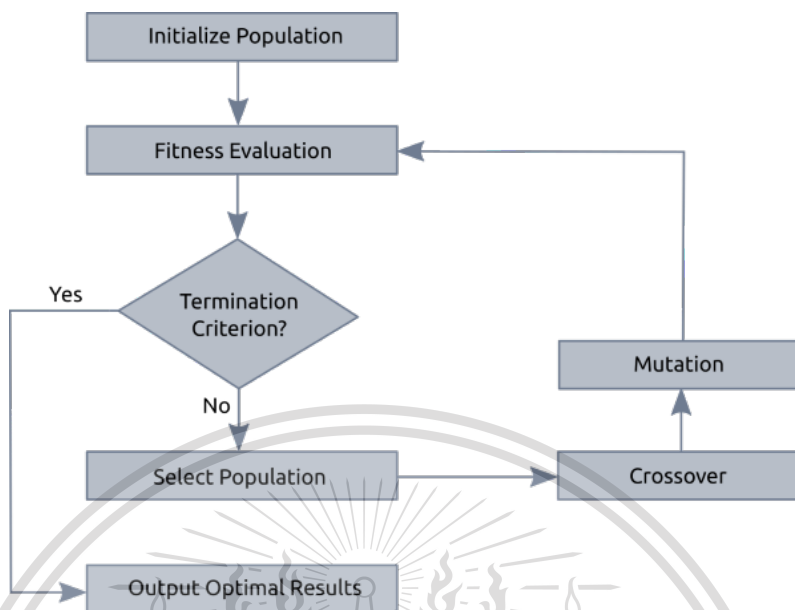 Initialize Population
Fitness Evaluation
Yes
Termination
Criterion?
Mutation
No
Select Population
Crossover
Output Optimal Results